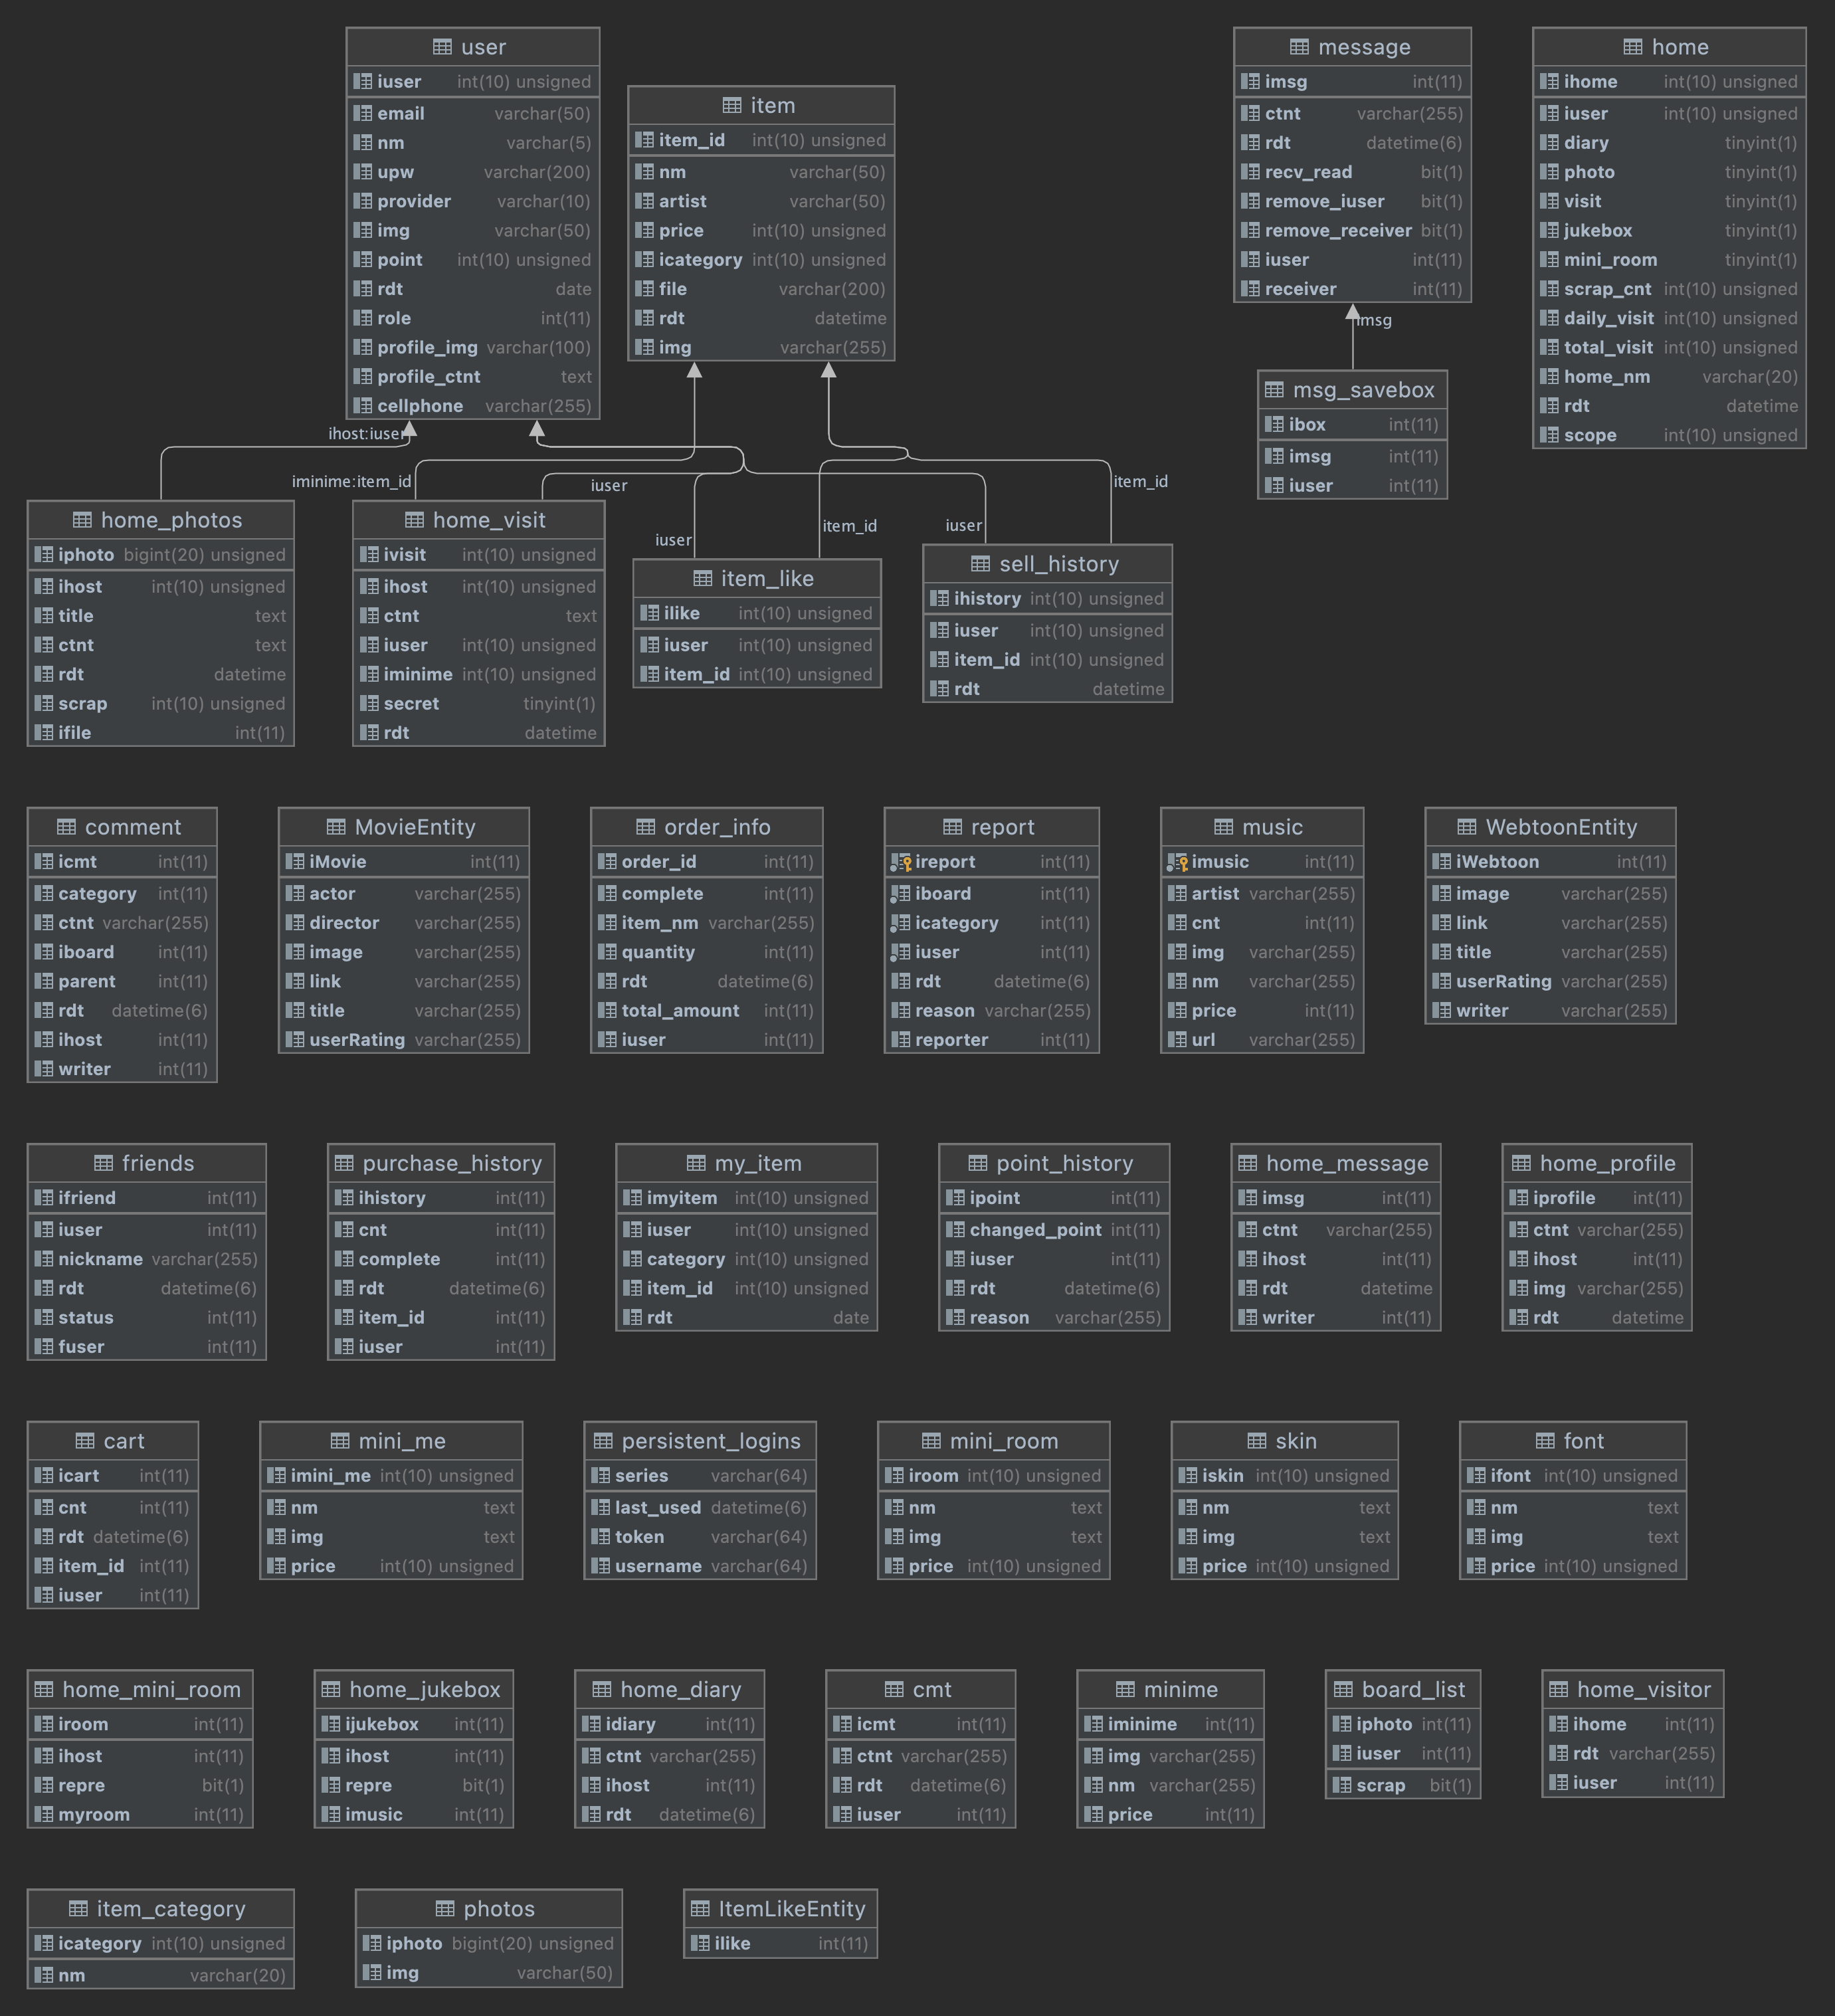 user
iuser int(10) unsigned
email varchar(50)
nm varchar(5)
upw varchar(200)
provider varchar(10)
img varchar(50)
point int(10) unsigned
rdt date
role int(11)
profile_img varchar(100)
profile_ctnt text
cellphone varchar(255)
item
item_id int(10) unsigned
nm varchar(50)
artist varchar(50)
price int(10) unsigned
icategory int(10) unsigned
file varchar(200)
rdt datetime
img varchar(255)
message
imsg int(11)
ctnt varchar(255)
rdt datetime(6)
recv_read bit(1)
remove_iuser bit(1)
remove_receiver bit(1)
iuser int(11)
receiver int(11)
home
ihome int(10) unsigned
iuser int(10) unsigned
diary tinyint(1)
photo tinyint(1)
visit tinyint(1)
jukebox tinyint(1)
mini_room tinyint(1)
scrap_cnt int(10) unsigned
daily_visit int(10) unsigned
total_visit int(10) unsigned
home_nm varchar(20)
rdt datetime
scope int(10) unsigned
imsg
msg_savebox
ibox int(11)
imsg int(11)
iuser int(11)
ihost:iuser
iminime:item_id
iuser
iuser
item_id
iuser
item_id
home_photos
iphoto bigint(20) unsigned
ihost int(10) unsigned
title text
ctnt text
rdt datetime
scrap int(10) unsigned
ifile int(11)
home_visit
ivisit int(10) unsigned
ihost int(10) unsigned
ctnt text
iuser int(10) unsigned
iminime int(10) unsigned
secret tinyint(1)
rdt datetime
item_like
ilike int(10) unsigned
iuser int(10) unsigned
item_id int(10) unsigned
sell_history
ihistory int(10) unsigned
iuser int(10) unsigned
item_id int(10) unsigned
rdt datetime
comment
icmt int(11)
category int(11)
ctnt varchar(255)
iboard int(11)
parent int(11)
rdt datetime(6)
ihost int(11)
writer int(11)
MovieEntity
iMovie int(11)
actor varchar(255)
director varchar(255)
image varchar(255)
link varchar(255)
title varchar(255)
userRating varchar(255)
order_info
order_id int(11)
complete int(11)
item_nm varchar(255)
quantity int(11)
rdt datetime(6)
total_amount int(11)
iuser int(11)
report
ireport int(11)
iboard int(11)
icategory int(11)
iuser int(11)
rdt datetime(6)
reason varchar(255)
reporter int(11)
music
imusic int(11)
artist varchar(255)
cnt int(11)
img varchar(255)
nm varchar(255)
price int(11)
url varchar(255)
WebtoonEntity
iWebtoon int(11)
image varchar(255)
link varchar(255)
title varchar(255)
userRating varchar(255)
writer varchar(255)
friends
ifriend int(11)
iuser int(11)
nickname varchar(255)
rdt datetime(6)
status int(11)
fuser int(11)
purchase_history
ihistory int(11)
cnt int(11)
complete int(11)
rdt datetime(6)
item_id int(11)
iuser int(11)
my_item
imyitem int(10) unsigned
iuser int(10) unsigned
category int(10) unsigned
item_id int(10) unsigned
rdt date
point_history
ipoint int(11)
changed_point int(11)
iuser int(11)
rdt datetime(6)
reason varchar(255)
home_message
imsg int(11)
ctnt varchar(255)
ihost int(11)
rdt datetime
writer int(11)
home_profile
iprofile int(11)
ctnt varchar(255)
ihost int(11)
img varchar(255)
rdt datetime
cart
icart int(11)
cnt int(11)
rdt datetime(6)
item_id int(11)
iuser int(11)
mini_me
imini_me int(10) unsigned
nm text
img text
price int(10) unsigned
persistent_logins
series varchar(64)
last_used datetime(6)
token varchar(64)
username varchar(64)
mini_room
iroom int(10) unsigned
nm text
img text
price int(10) unsigned
skin
iskin int(10) unsigned
nm text
img text
price int(10) unsigned
font
ifont int(10) unsigned
nm text
img text
price int(10) unsigned
home_mini_room
iroom int(11)
ihost int(11)
repre bit(1)
myroom int(11)
home_jukebox
ijukebox int(11)
ihost int(11)
repre bit(1)
imusic int(11)
home_diary
idiary int(11)
ctnt varchar(255)
ihost int(11)
rdt datetime(6)
cmt
icmt int(11)
ctnt varchar(255)
rdt datetime(6)
iuser int(11)
minime
iminime int(11)
img varchar(255)
nm varchar(255)
price int(11)
board_list
iphoto int(11)
iuser int(11)
scrap bit(1)
home_visitor
ihome int(11)
rdt varchar(255)
iuser int(11)
item_category
icategory int(10) unsigned
nm varchar(20)
photos
iphoto bigint(20) unsigned
img varchar(50)
ItemLikeEntity
ilike int(11)